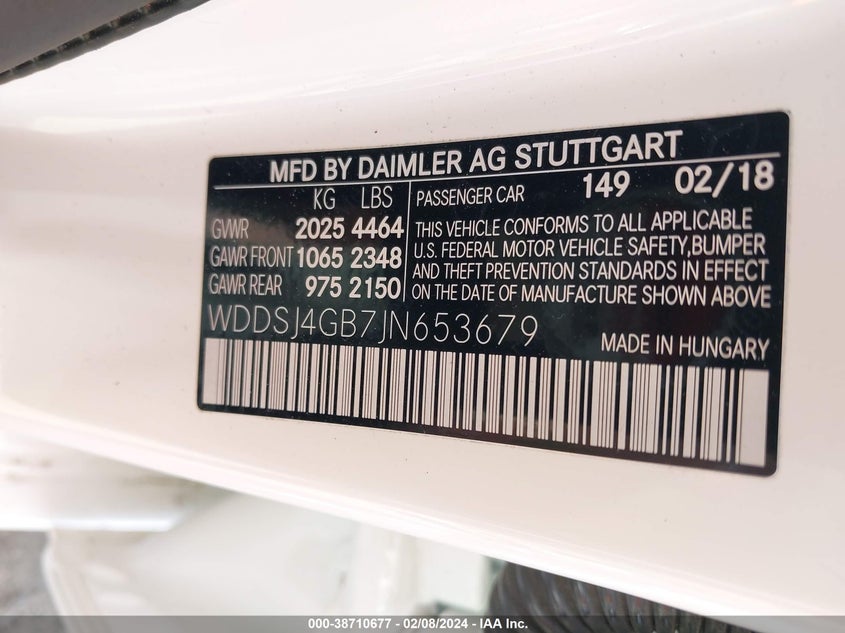 MFD BY DAIMLER AG STUTTGART
KG LBS
GVWR 2025 4464
GAWR FRONT 1065 2348
GAWR REAR 975 2150
PASSENGER CAR 149 02/18
THIS VEHICLE CONFORMS TO ALL APPLICABLE
U.S. FEDERAL MOTOR VEHICLE SAFETY,BUMPER
AND THEFT PREVENTION STANDARDS IN EFFECT
ON THE DATE OF MANUFACTURE SHOWN ABOVE
WDDSJ4GB7JN653679
MADE IN HUNGARY
000-38710677 - 02/08/2024 - IAA Inc.